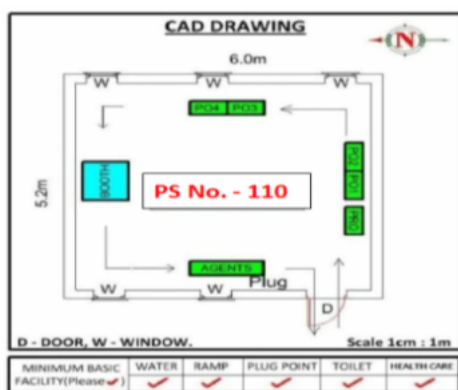 CAD DRAWING
N
6.0m
W W W
PO4 PO3
5.2m
BOOTH
PS No. - 110
PO2
PO1
PRO
AGENTS
Plug
W W
D
D - DOOR, W - WINDOW. Scale 1cm : 1m
MINIMUM BASIC FACILITY(Please ✓) WATER RAMP PLUG POINT TOILET HEALTH CARE
✓ ✓ ✓ ✓ ✓